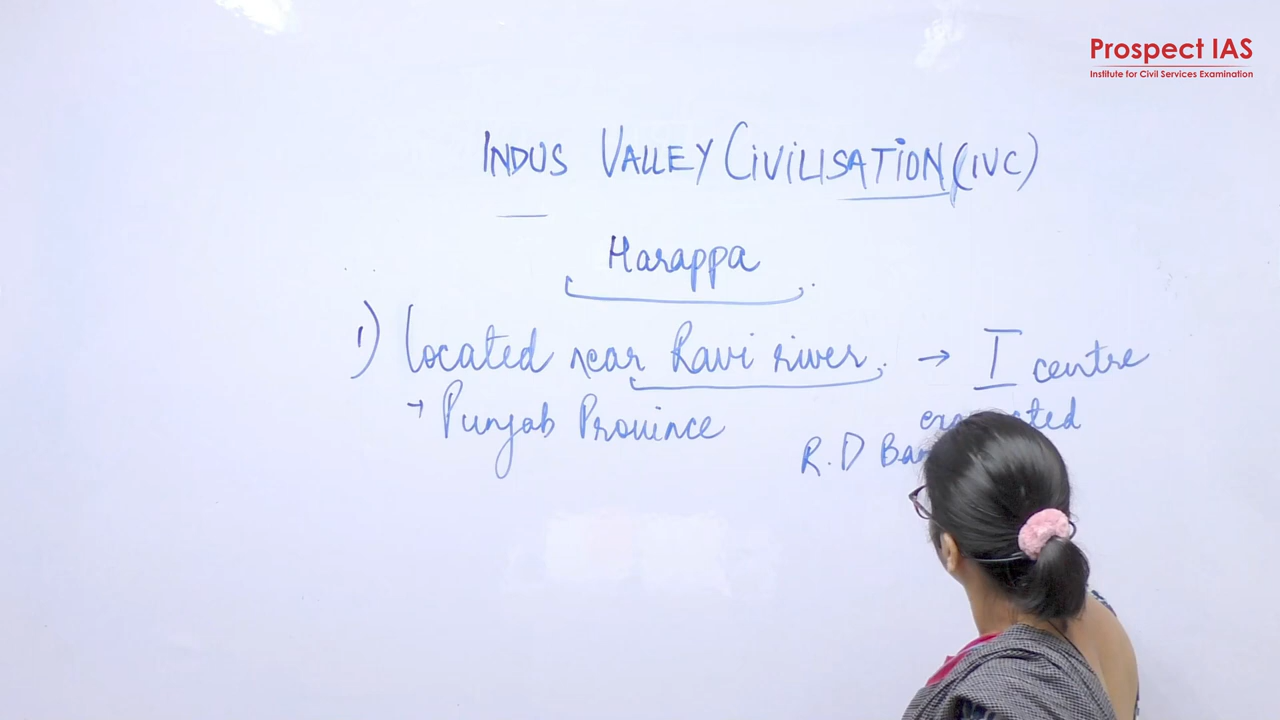 Prospect IAS
Institute for Civil Services Examination
INDUS VALLEY CIVILISATION (IVC)
Harappa
1) located near Ravi river. → I centre
→ Punjab Province
R.D